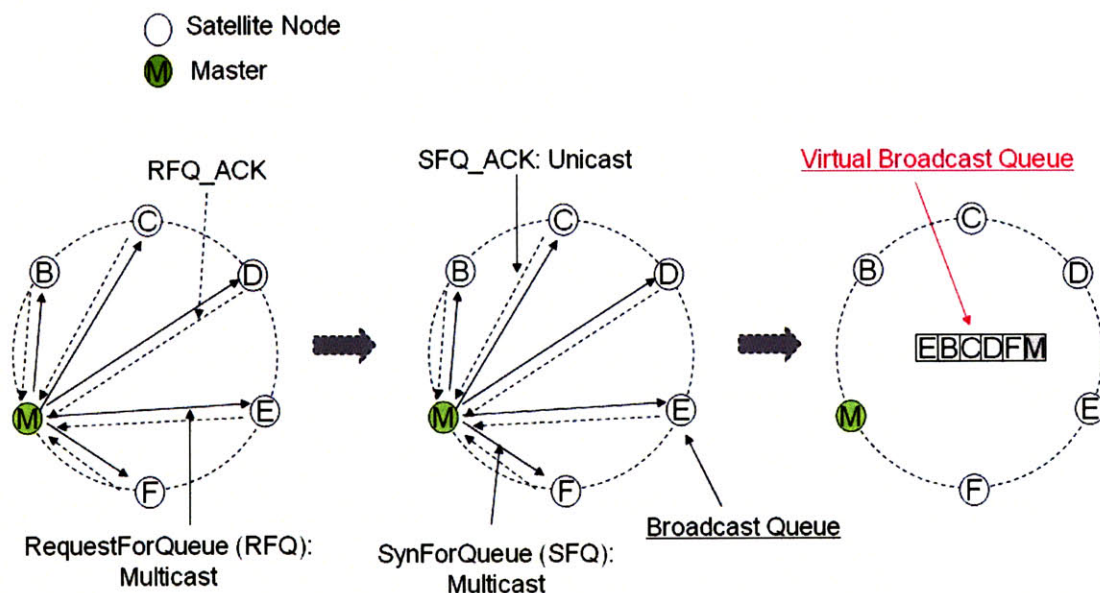 Satellite Node
M Master
RFQ_ACK
C
B
D
M
E
F
RequestForQueue (RFQ):
Multicast
SFQ_ACK: Unicast
C
B
D
M
E
F
SynForQueue (SFQ):
Multicast
Broadcast Queue
Virtual Broadcast Queue
C
B
D
EBCDFM
M
E
F